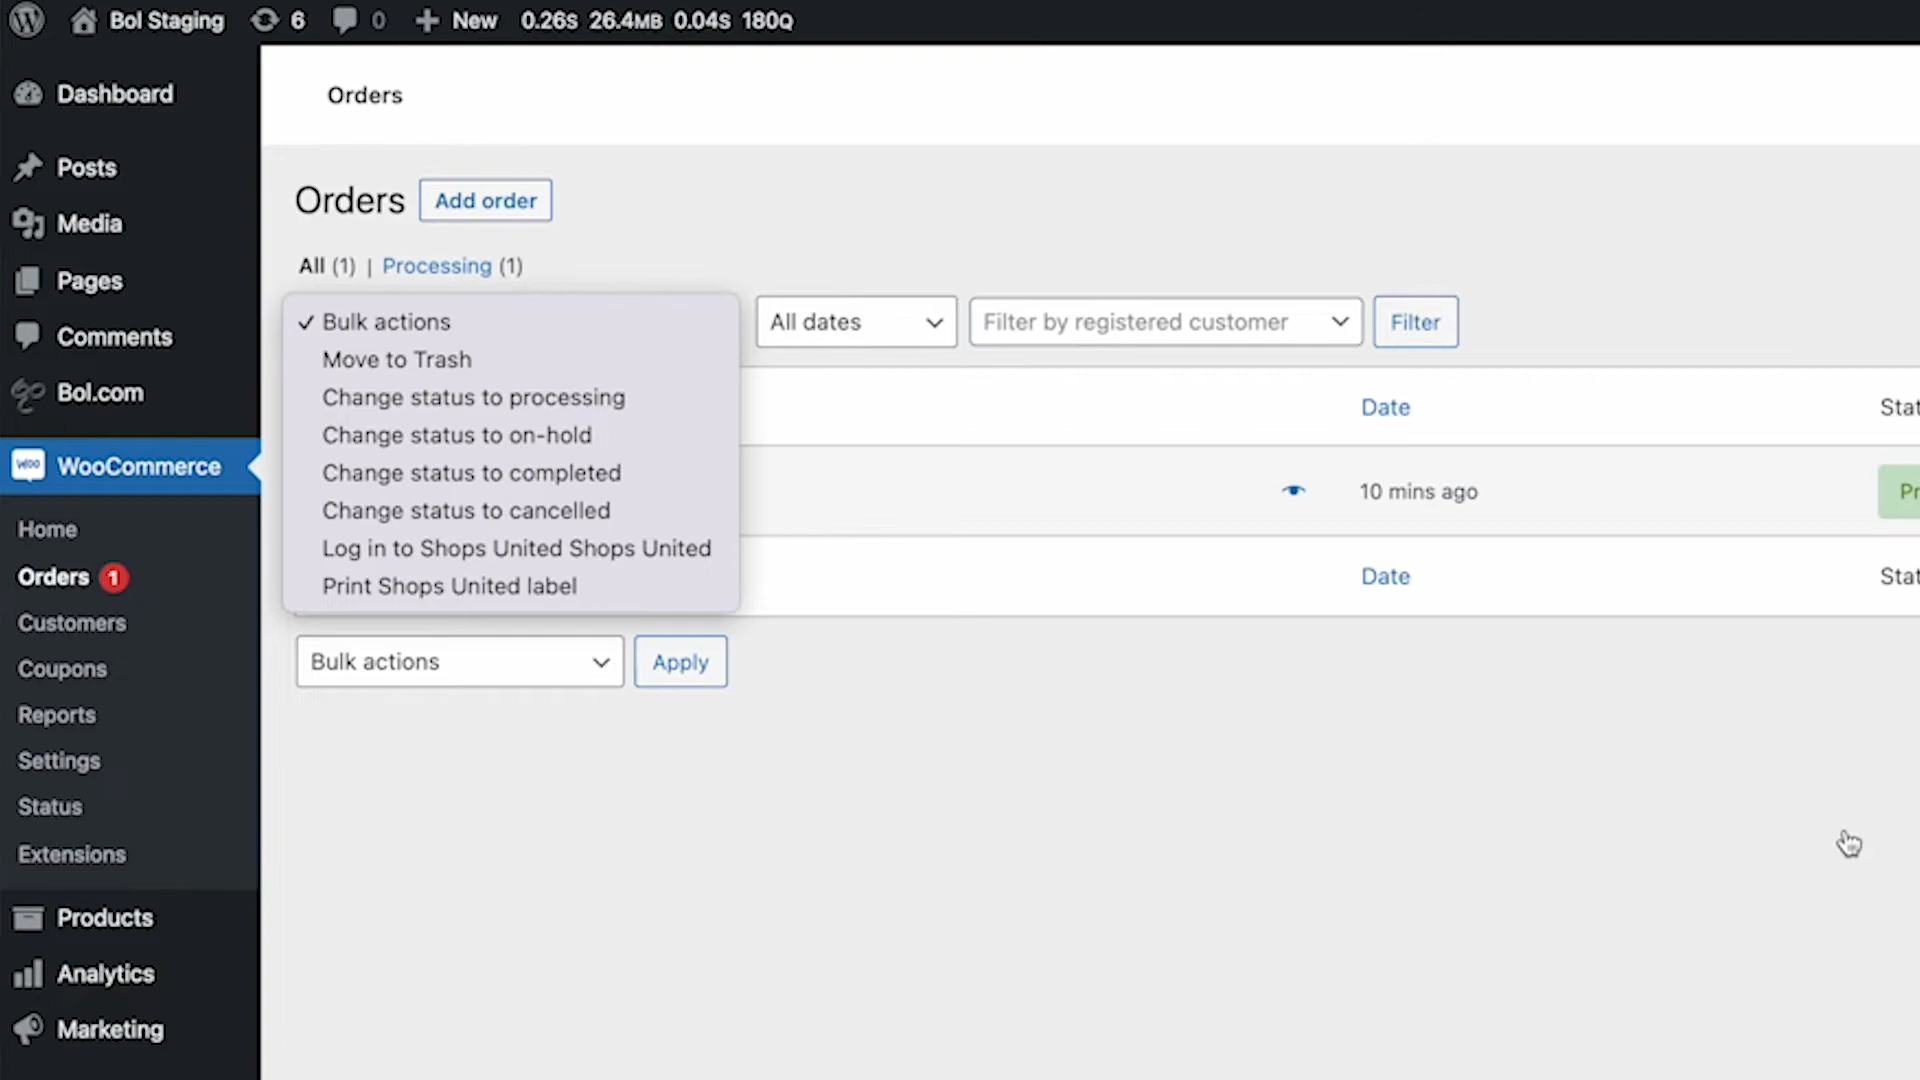 Bol Staging 6 0 New 0.26s 26.4MB 0.04s 180Q
Dashboard
Posts
Media
Pages
Comments
Bol.com
woo WooCommerce
Home
Orders 1
Customers
Coupons
Reports
Settings
Status
Extensions
Products
Analytics
Marketing
Orders
Orders Add order
All (1) | Processing (1)
Bulk actions
Move to Trash
Change status to processing
Change status to on-hold
Change status to completed
Change status to cancelled
Log in to Shops United Shops United
Print Shops United label
All dates Filter by registered customer Filter
Date Stat
10 mins ago Pr
Date Stat
Bulk actions Apply